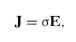 J = σE,